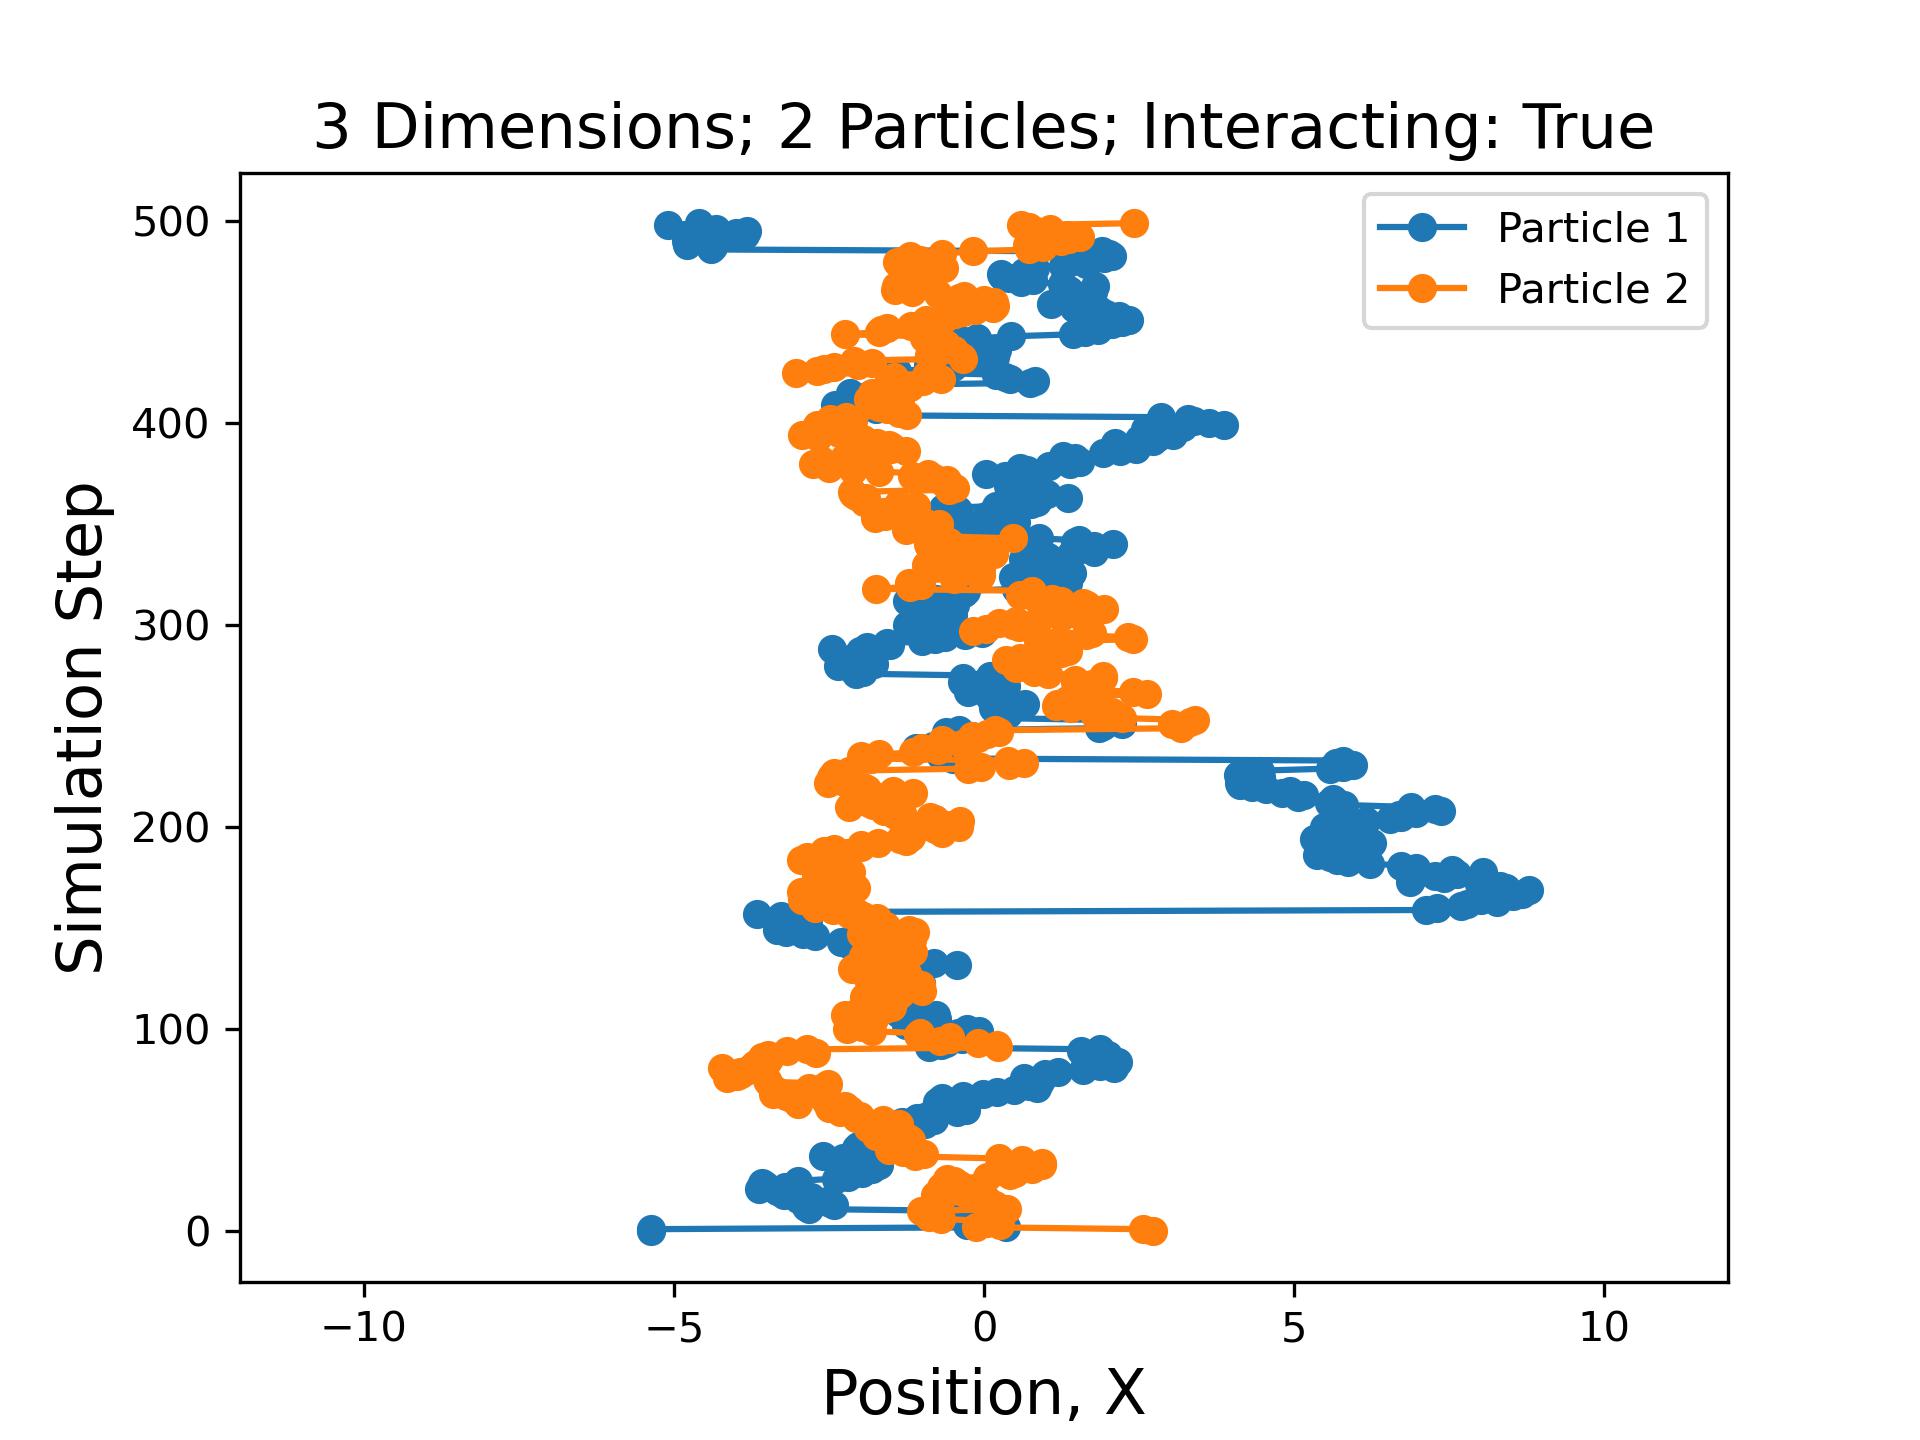 3 Dimensions; 2 Particles; Interacting: True
Particle 1
Particle 2
500
400
300
200
100
0
Simulation Step
−10
−5
0
5
10
Position, X